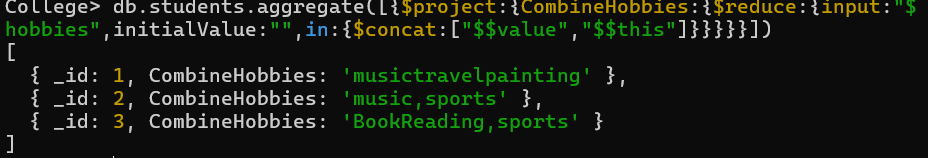 College> db.students.aggregate([{$project:{CombineHobbies:{$reduce:{input:"$
hobbies",initialValue:"",in:{$concat:["$$value","$$this"]}}}}}])
[
  { _id: 1, CombineHobbies: 'musictravelpainting' },
  { _id: 2, CombineHobbies: 'music,sports' },
  { _id: 3, CombineHobbies: 'BookReading,sports' }
]